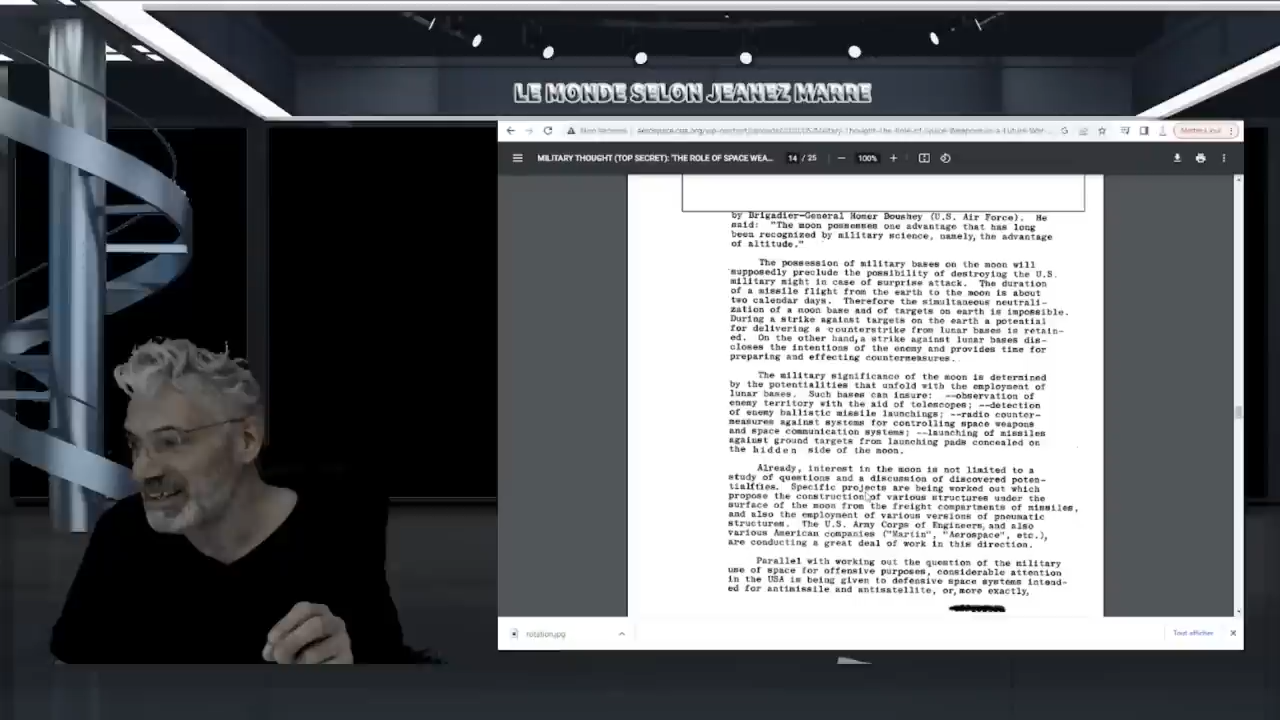 LE MONDE SELON JEANEZ MARRE
MILITARY THOUGHT (TOP SECRET): "THE ROLE OF SPACE WEA... 14 / 25 100%
by Brigadier-General Homer Boushey (U.S. Air Force). He
said: "The moon possesses one advantage that has long
been recognized by military science, namely, the advantage
of altitude."
The possession of military bases on the moon will
supposedly preclude the possibility of destroying the U.S.
military might in case of surprise attack. The duration
of a missile flight from the earth to the moon is about
two calendar days. Therefore the simultaneous neutrali-
zation of a moon base and of targets on earth is impossible.
During a strike against targets on the earth a potential
for delivering a counterstrike from lunar bases is retain-
ed. On the other hand, a strike against lunar bases dis-
closes the intentions of the enemy and provides time for
preparing and effecting countermeasures.
The military significance of the moon is determined
by the potentialities that unfold with the employment of
lunar bases. Such bases can insure: --observation of
enemy territory with the aid of telescopes; --detection
of enemy ballistic missile launchings; --radio counter-
measures against systems for controlling space weapons
and space communication systems; --launching of missiles
against ground targets from launching pads concealed on
the hidden side of the moon.
Already, interest in the moon is not limited to a
study of questions and a discussion of discovered poten-
tialities. Specific projects are being worked out which
propose the construction of various structures under the
surface of the moon from the freight compartments of missiles,
and also the employment of various versions of pneumatic
structures. The U.S. Army Corps of Engineers, and also
various American companies ("Martin", "Aerospace", etc.),
are conducting a great deal of work in this direction.
Parallel with working out the question of the military
use of space for offensive purposes, considerable attention
in the USA is being given to defensive space systems intend-
ed for antimissile and antisatellite, or, more exactly,
rotation.jpg
Tout afficher